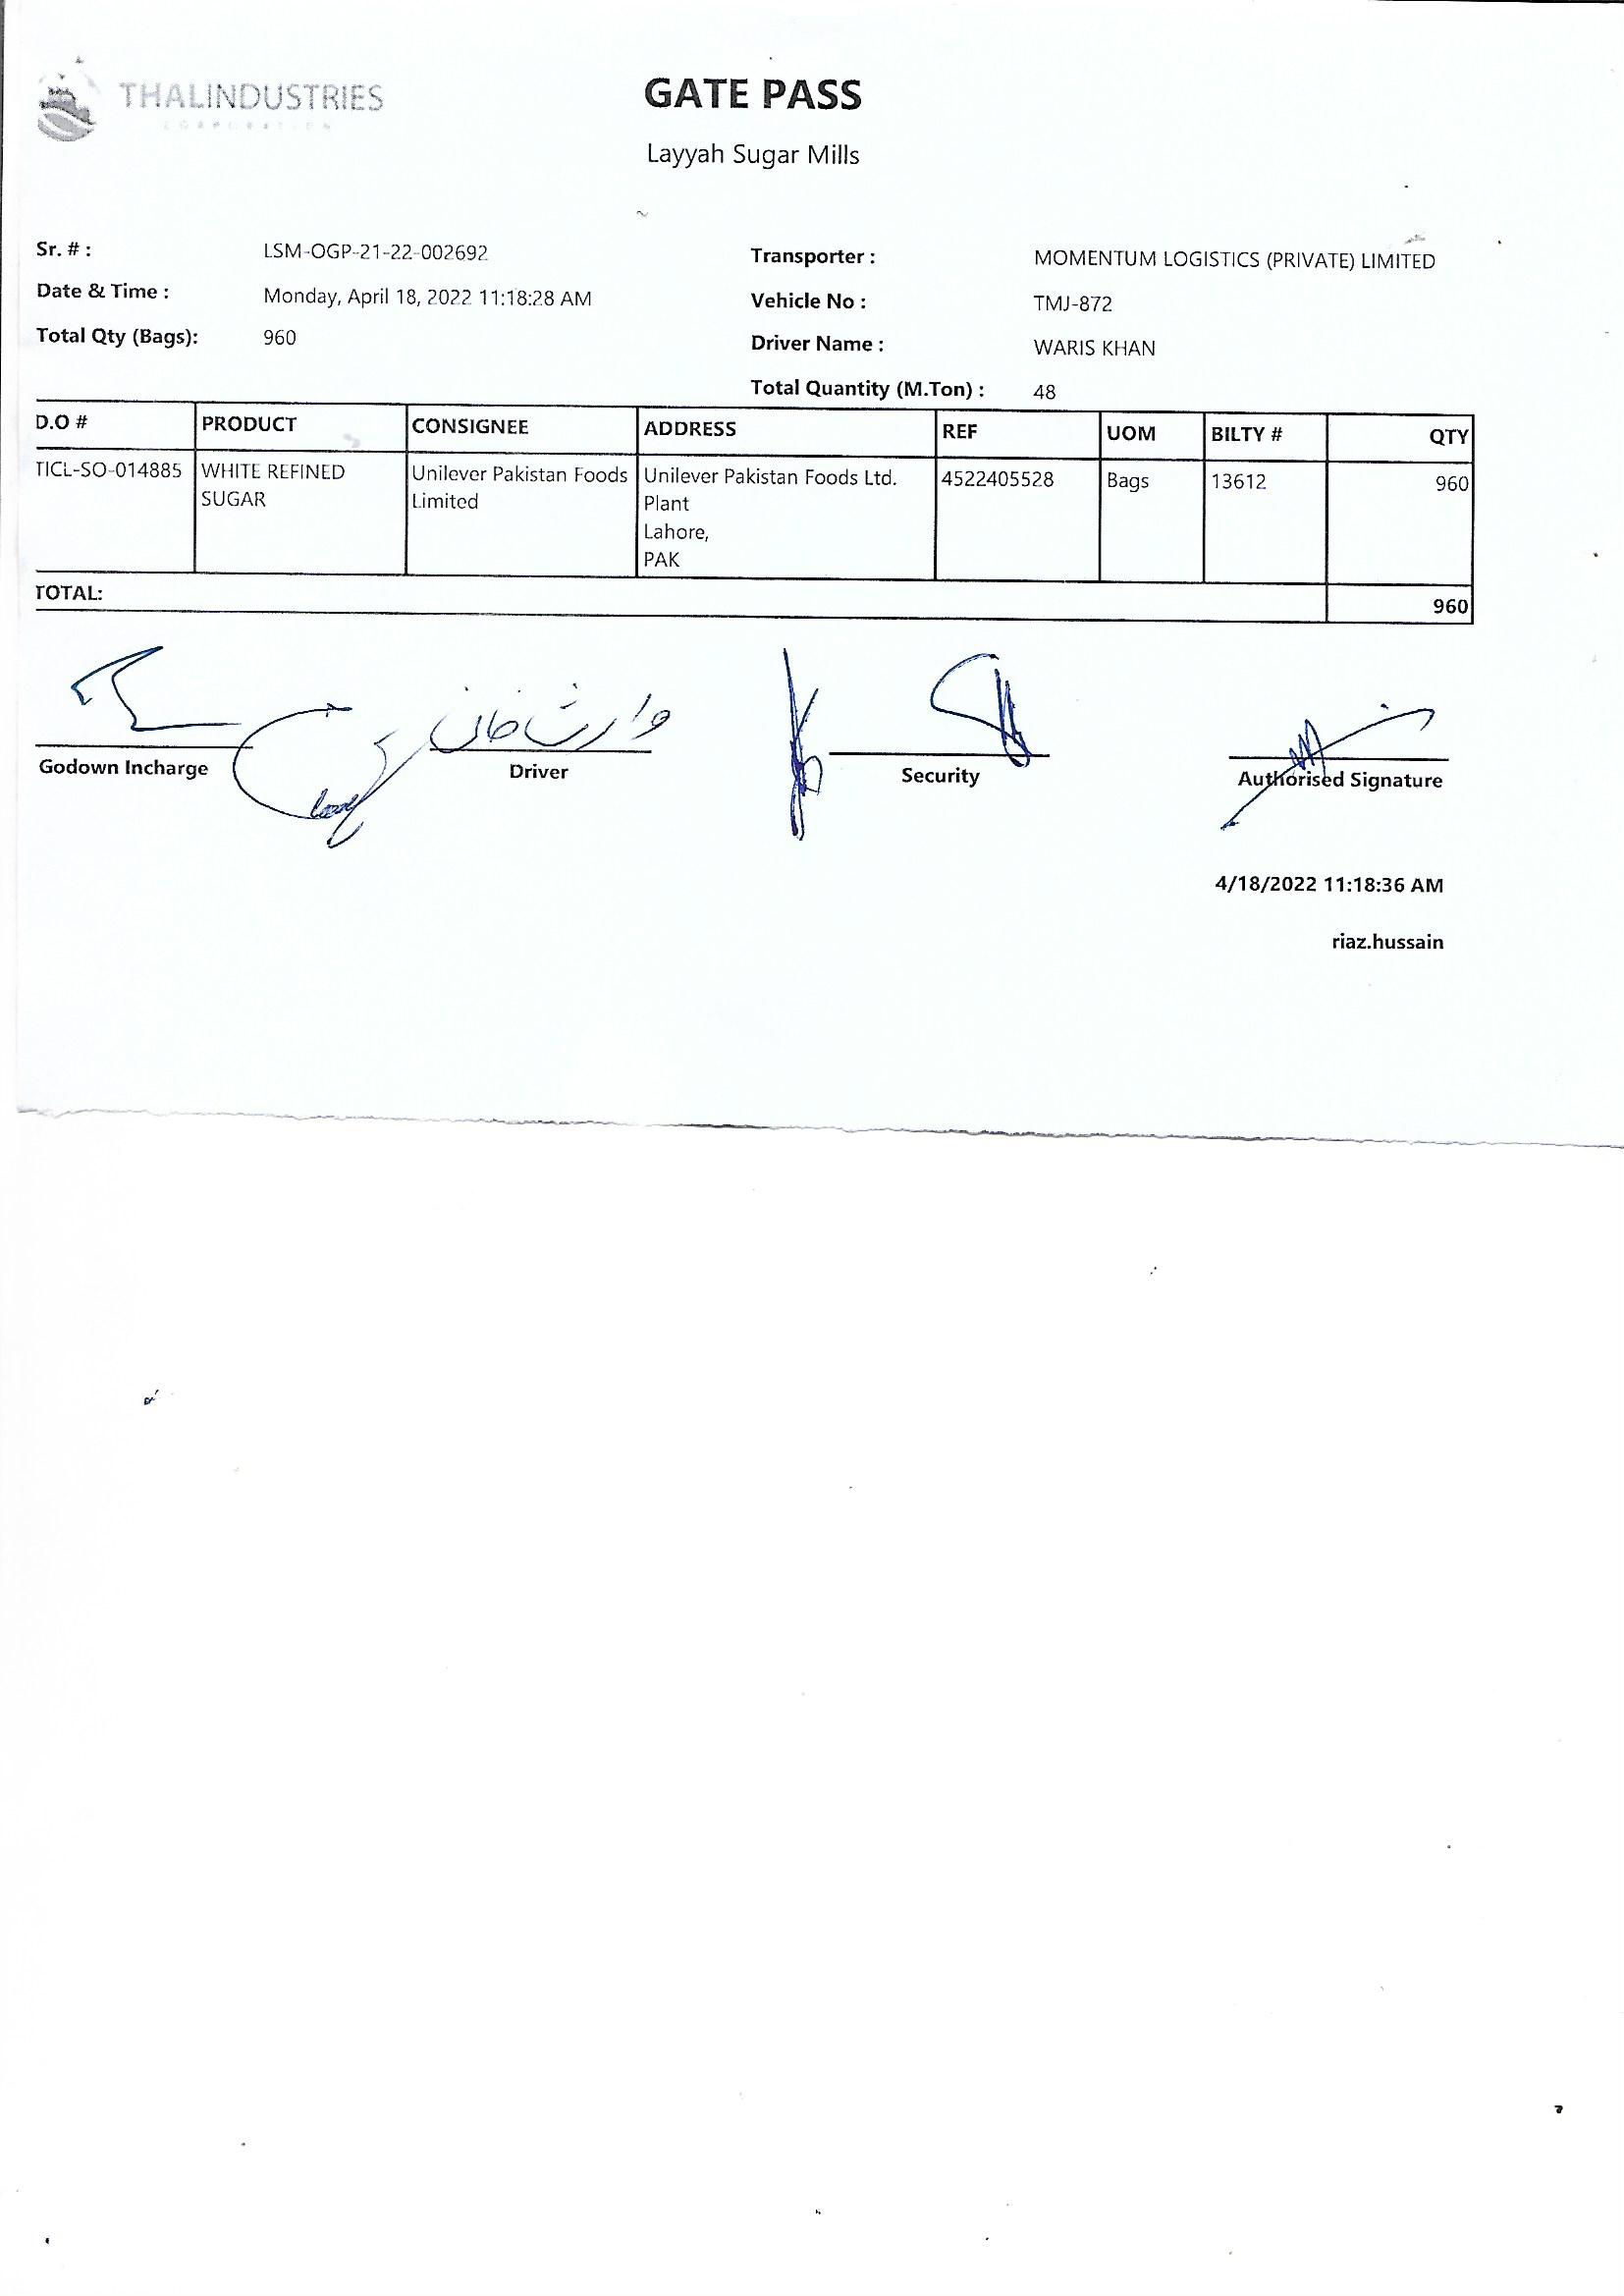 THALINDUSTRIES
CORPORATION
GATE PASS
Layyah Sugar Mills
Sr. # : LSM-OGP-21-22-002692
Date & Time : Monday, April 18, 2022 11:18:28 AM
Total Qty (Bags): 960
Transporter : MOMENTUM LOGISTICS (PRIVATE) LIMITED
Vehicle No : TMJ-872
Driver Name : WARIS KHAN
Total Quantity (M.Ton) : 48
D.O # PRODUCT CONSIGNEE ADDRESS REF UOM BILTY # QTY
TICL-SO-014885 WHITE REFINED Unilever Pakistan Foods Unilever Pakistan Foods Ltd. 4522405528 Bags 13612 960
SUGAR Limited Plant
Lahore,
PAK
TOTAL: 960
وارث خان
Godown Incharge Driver Security Authorised Signature
4/18/2022 11:18:36 AM
riaz.hussain